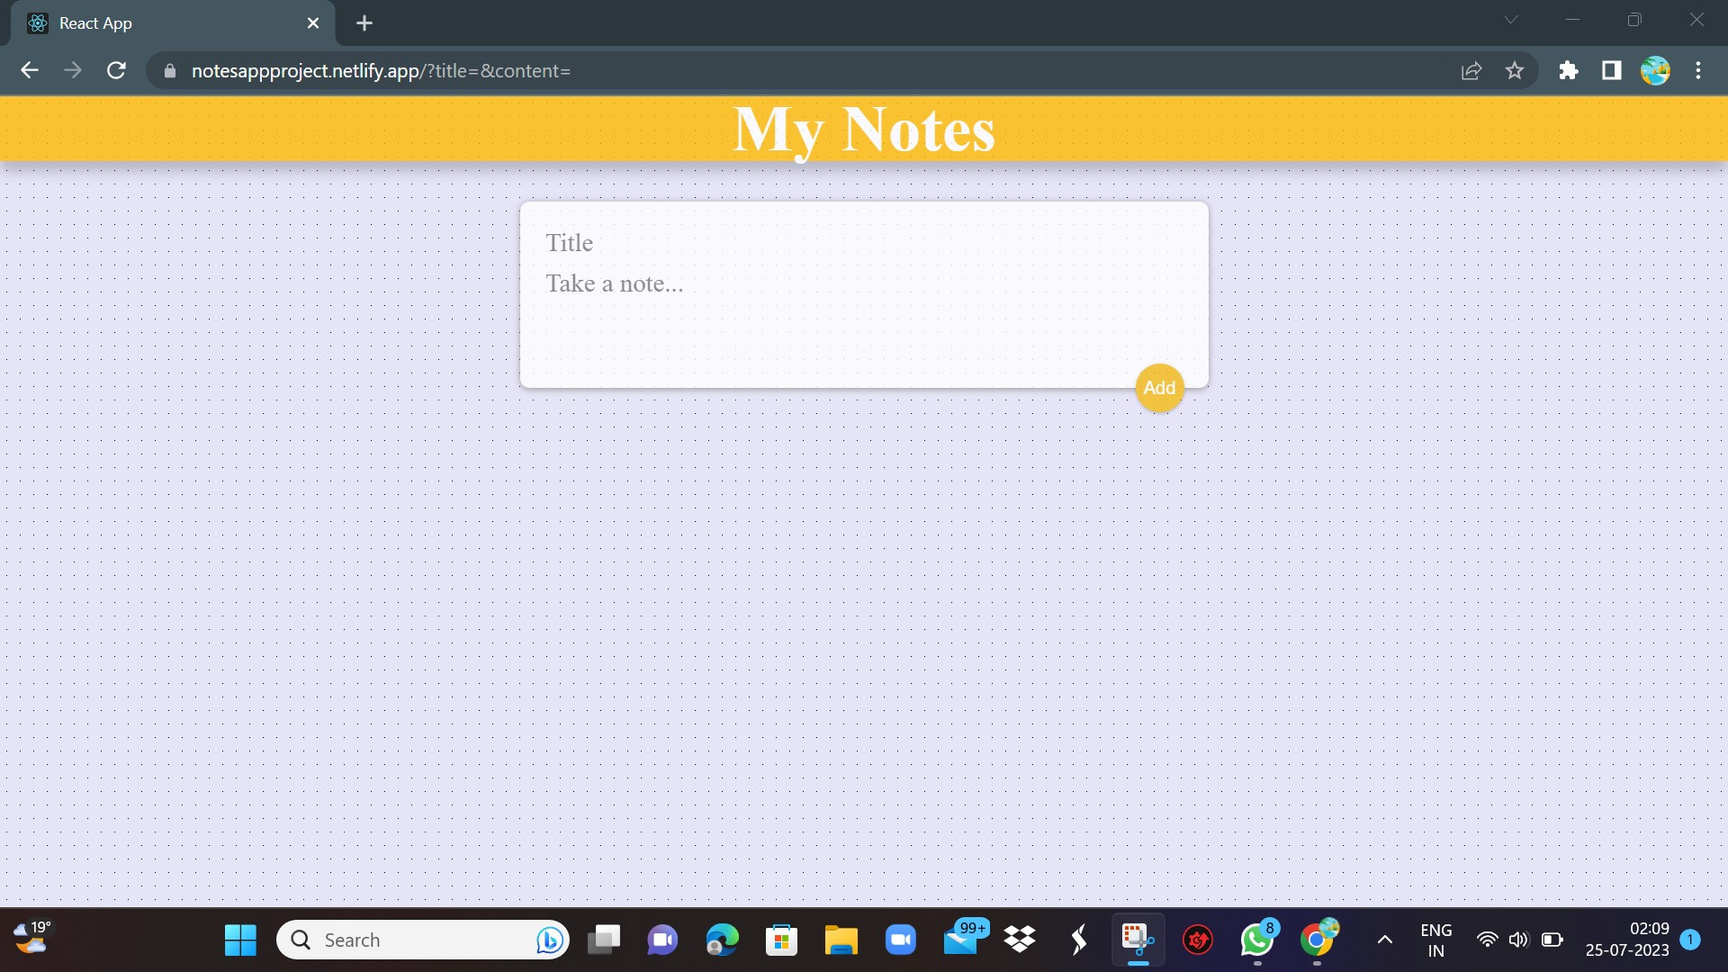 React App
notesappproject.netlify.app/?title=&content=
My Notes
Title
Take a note...
Add
19°
Search
99+
8
ENG
IN
02:09
25-07-2023
1